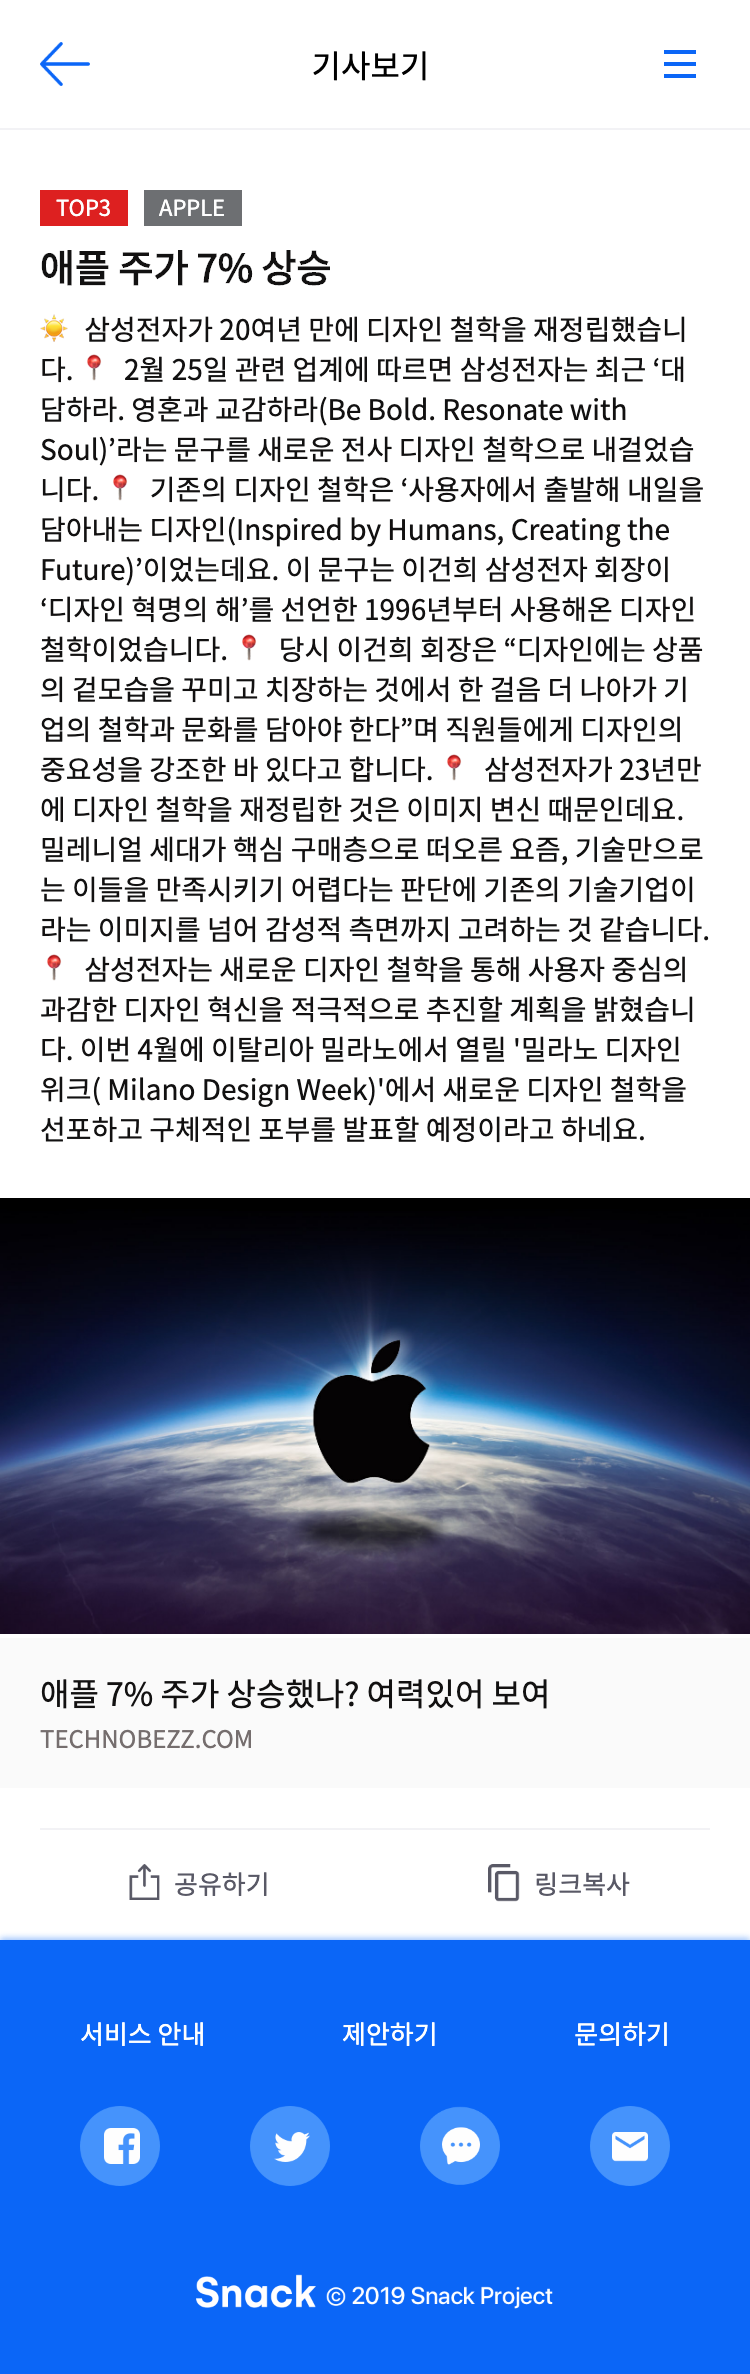 기사보기
TOP3 APPLE
애플 주가 7% 상승
☀️ 삼성전자가 20여년 만에 디자인 철학을 재정립했습니
다. 📍 2월 25일 관련 업계에 따르면 삼성전자는 최근 ‘대
담하라. 영혼과 교감하라(Be Bold. Resonate with
Soul)’라는 문구를 새로운 전사 디자인 철학으로 내걸었습
니다. 📍 기존의 디자인 철학은 ‘사용자에서 출발해 내일을
담아내는 디자인(Inspired by Humans, Creating the
Future)’이었는데요. 이 문구는 이건희 삼성전자 회장이
‘디자인 혁명의 해’를 선언한 1996년부터 사용해온 디자인
철학이었습니다. 📍 당시 이건희 회장은 “디자인에는 상품
의 겉모습을 꾸미고 치장하는 것에서 한 걸음 더 나아가 기
업의 철학과 문화를 담아야 한다”며 직원들에게 디자인의
중요성을 강조한 바 있다고 합니다. 📍 삼성전자가 23년만
에 디자인 철학을 재정립한 것은 이미지 변신 때문인데요.
밀레니얼 세대가 핵심 구매층으로 떠오른 요즘, 기술만으로
는 이들을 만족시키기 어렵다는 판단에 기존의 기술기업이
라는 이미지를 넘어 감성적 측면까지 고려하는 것 같습니다.
📍 삼성전자는 새로운 디자인 철학을 통해 사용자 중심의
과감한 디자인 혁신을 적극적으로 추진할 계획을 밝혔습니
다. 이번 4월에 이탈리아 밀라노에서 열릴 '밀라노 디자인
위크( Milano Design Week)'에서 새로운 디자인 철학을
선포하고 구체적인 포부를 발표할 예정이라고 하네요.
애플 7% 주가 상승했나? 여력있어 보여
TECHNOBEZZ.COM
공유하기 링크복사
서비스 안내 제안하기 문의하기
Snack © 2019 Snack Project